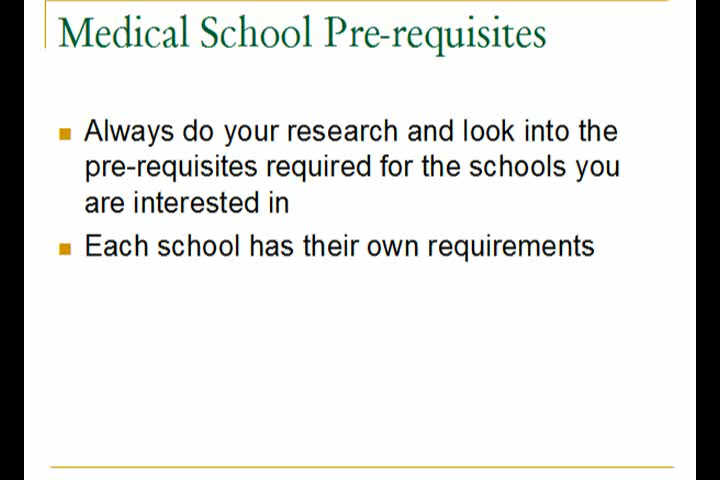 Medical School Pre-requisites
Always do your research and look into the
pre-requisites required for the schools you
are interested in
Each school has their own requirements